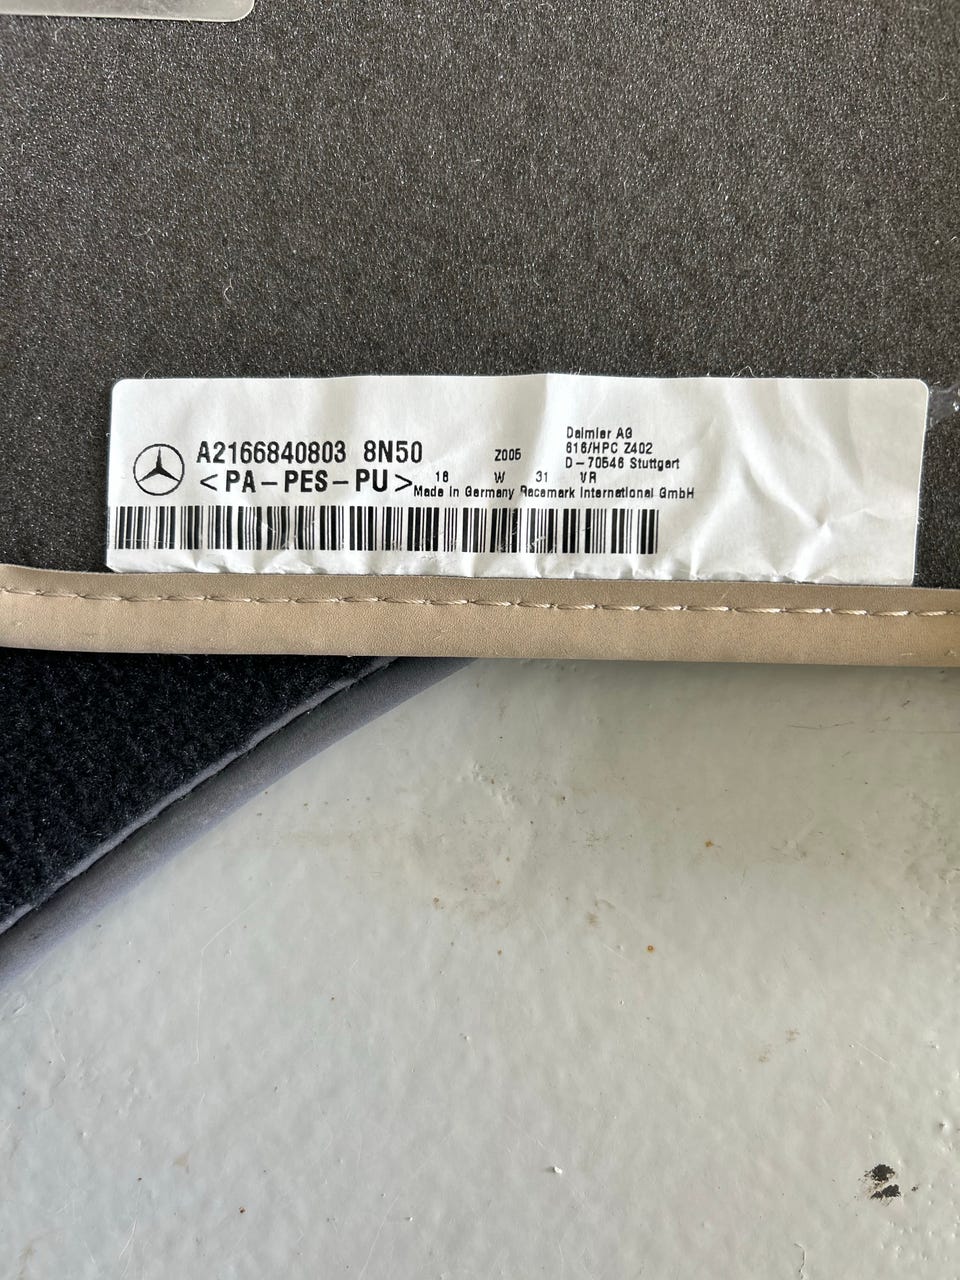 A2166840803 8N50
Z005
Daimler AG
616/HPC Z402
D-70546 Stuttgart
<PA-PES-PU>
16 W 31 VR
Made in Germany Racemark International GmbH